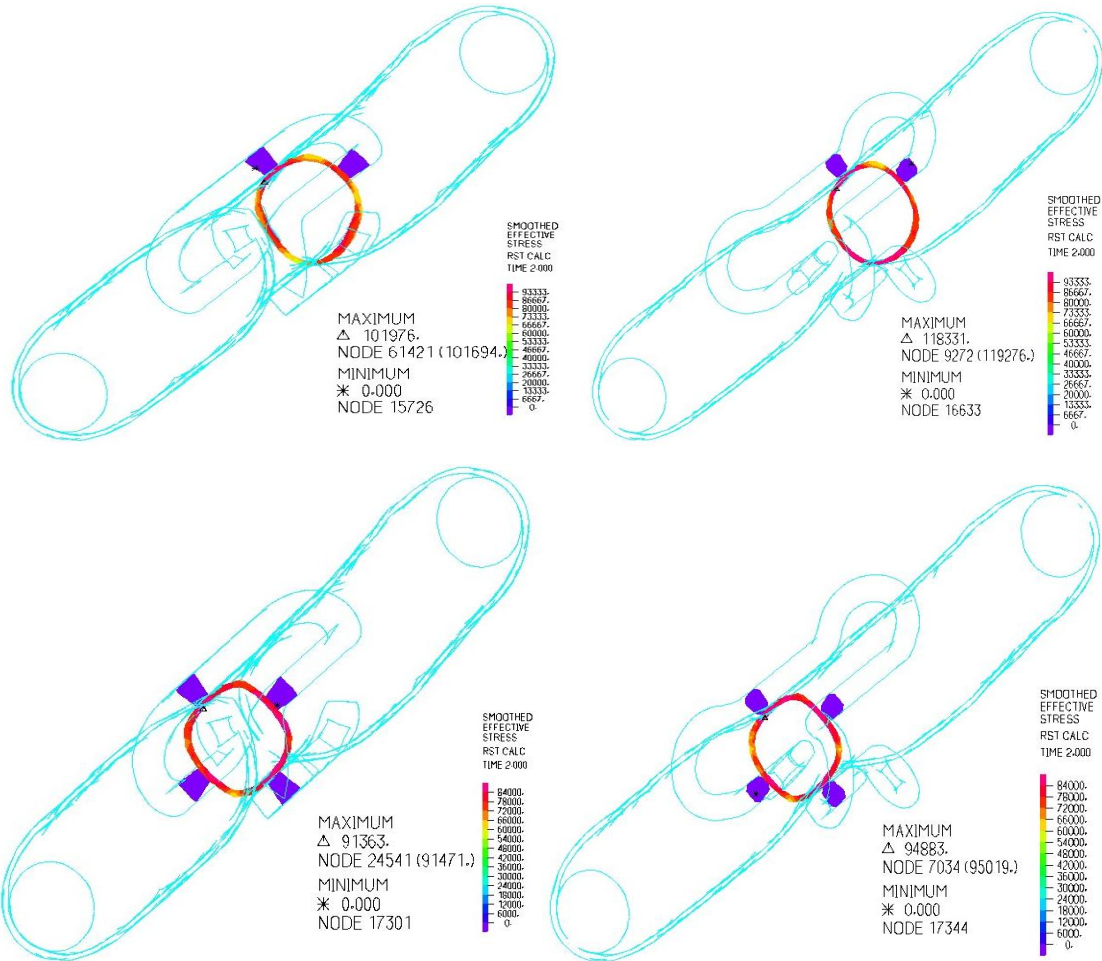 SMOOTHED
EFFECTIVE
STRESS
RST CALC
TIME 2.000
93333.
86667.
80000.
73333.
66667.
60000.
53333.
46667.
40000.
33333.
26667.
20000.
13333.
6667.
0.
MAXIMUM
△ 101976.
NODE 61421 (101694.)
MINIMUM
* 0.000
NODE 15726
SMOOTHED
EFFECTIVE
STRESS
RST CALC
TIME 2.000
93333.
86667.
80000.
73333.
66667.
60000.
53333.
46667.
40000.
33333.
26667.
20000.
13333.
6667.
0.
MAXIMUM
△ 118331.
NODE 9272 (119276.)
MINIMUM
* 0.000
NODE 16633
SMOOTHED
EFFECTIVE
STRESS
RST CALC
TIME 2.000
84000.
78000.
72000.
66000.
60000.
54000.
48000.
42000.
36000.
30000.
24000.
18000.
12000.
6000.
0.
MAXIMUM
△ 91363.
NODE 24541 (91471.)
MINIMUM
* 0.000
NODE 17301
SMOOTHED
EFFECTIVE
STRESS
RST CALC
TIME 2.000
84000.
78000.
72000.
66000.
60000.
54000.
48000.
42000.
36000.
30000.
24000.
18000.
12000.
6000.
0.
MAXIMUM
△ 94883.
NODE 7034 (95019.)
MINIMUM
* 0.000
NODE 17344